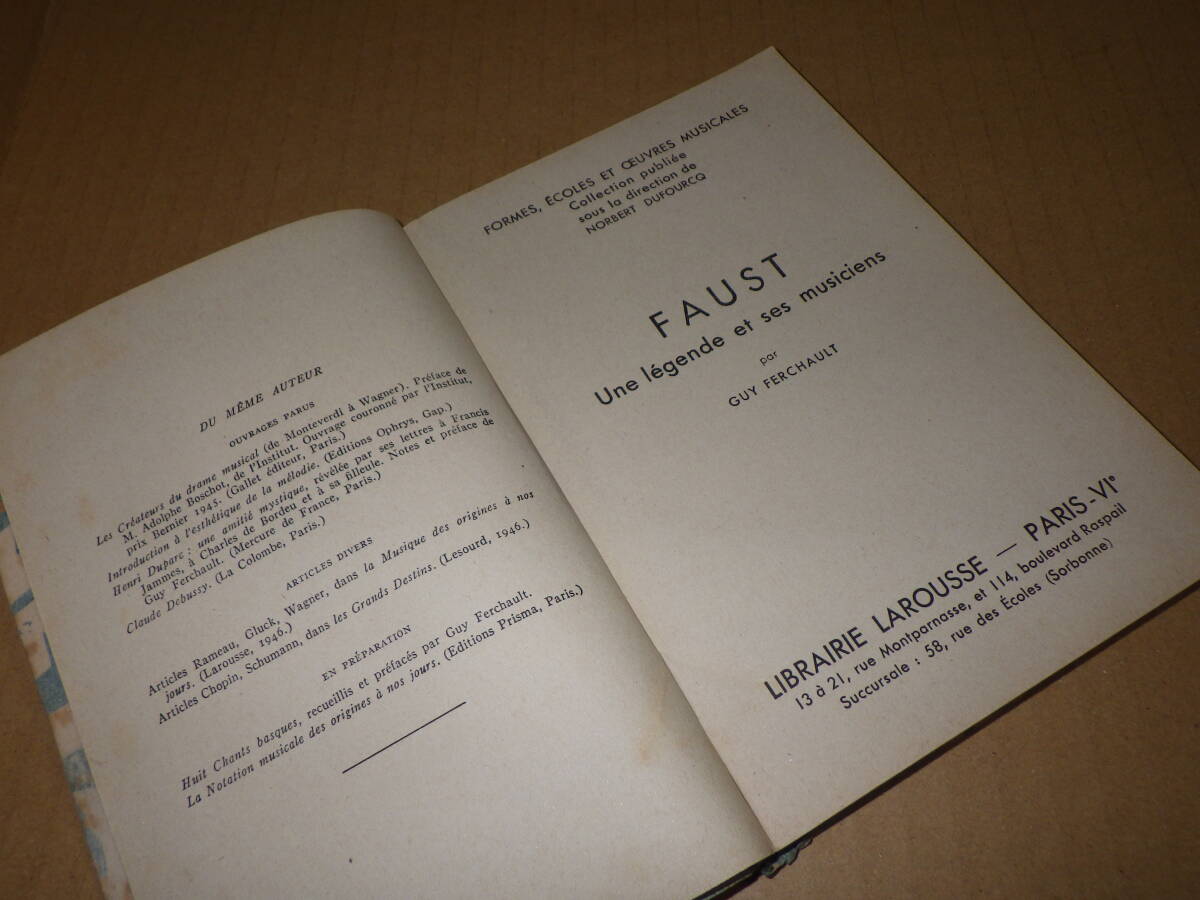 DU MÊME AUTEUR
OUVRAGES PARUS
Les Créateurs du drame musical (de Monteverdi à Wagner). Préface de
M. Adolphe Boschot, de l'Institut. Ouvrage couronné par l'Institut,
prix Bernier 1945. (Gallet éditeur, Paris.)
Introduction à l'esthétique de la mélodie. (Editions Ophrys, Gap.)
Henri Duparc : une amitié mystique, révélée par ses lettres à Francis
Jammes, à Charles de Bordeu et à sa filleule. Notes et préface de
Guy Ferchault. (Mercure de France, Paris.)
Claude Debussy. (La Colombe, Paris.)
ARTICLES DIVERS
Articles Rameau, Gluck, Wagner, dans la Musique des origines à nos
jours. (Larousse, 1946.)
Articles Chopin, Schumann, dans les Grands Destins. (Lesourd, 1946.)
EN PRÉPARATION
Huit Chants basques, recueillis et préfacés par Guy Ferchault.
La Notation musicale des origines à nos jours. (Editions Prisma, Paris.)
FORMES, ÉCOLES ET ŒUVRES MUSICALES
Collection publiée
sous la direction de
NORBERT DUFOURCQ
FAUST
Une légende et ses musiciens
par
GUY FERCHAULT
LIBRAIRIE LAROUSSE — PARIS-VIe
13 à 21, rue Montparnasse, et 114, boulevard Raspail
Succursale : 58, rue des Écoles (Sorbonne)